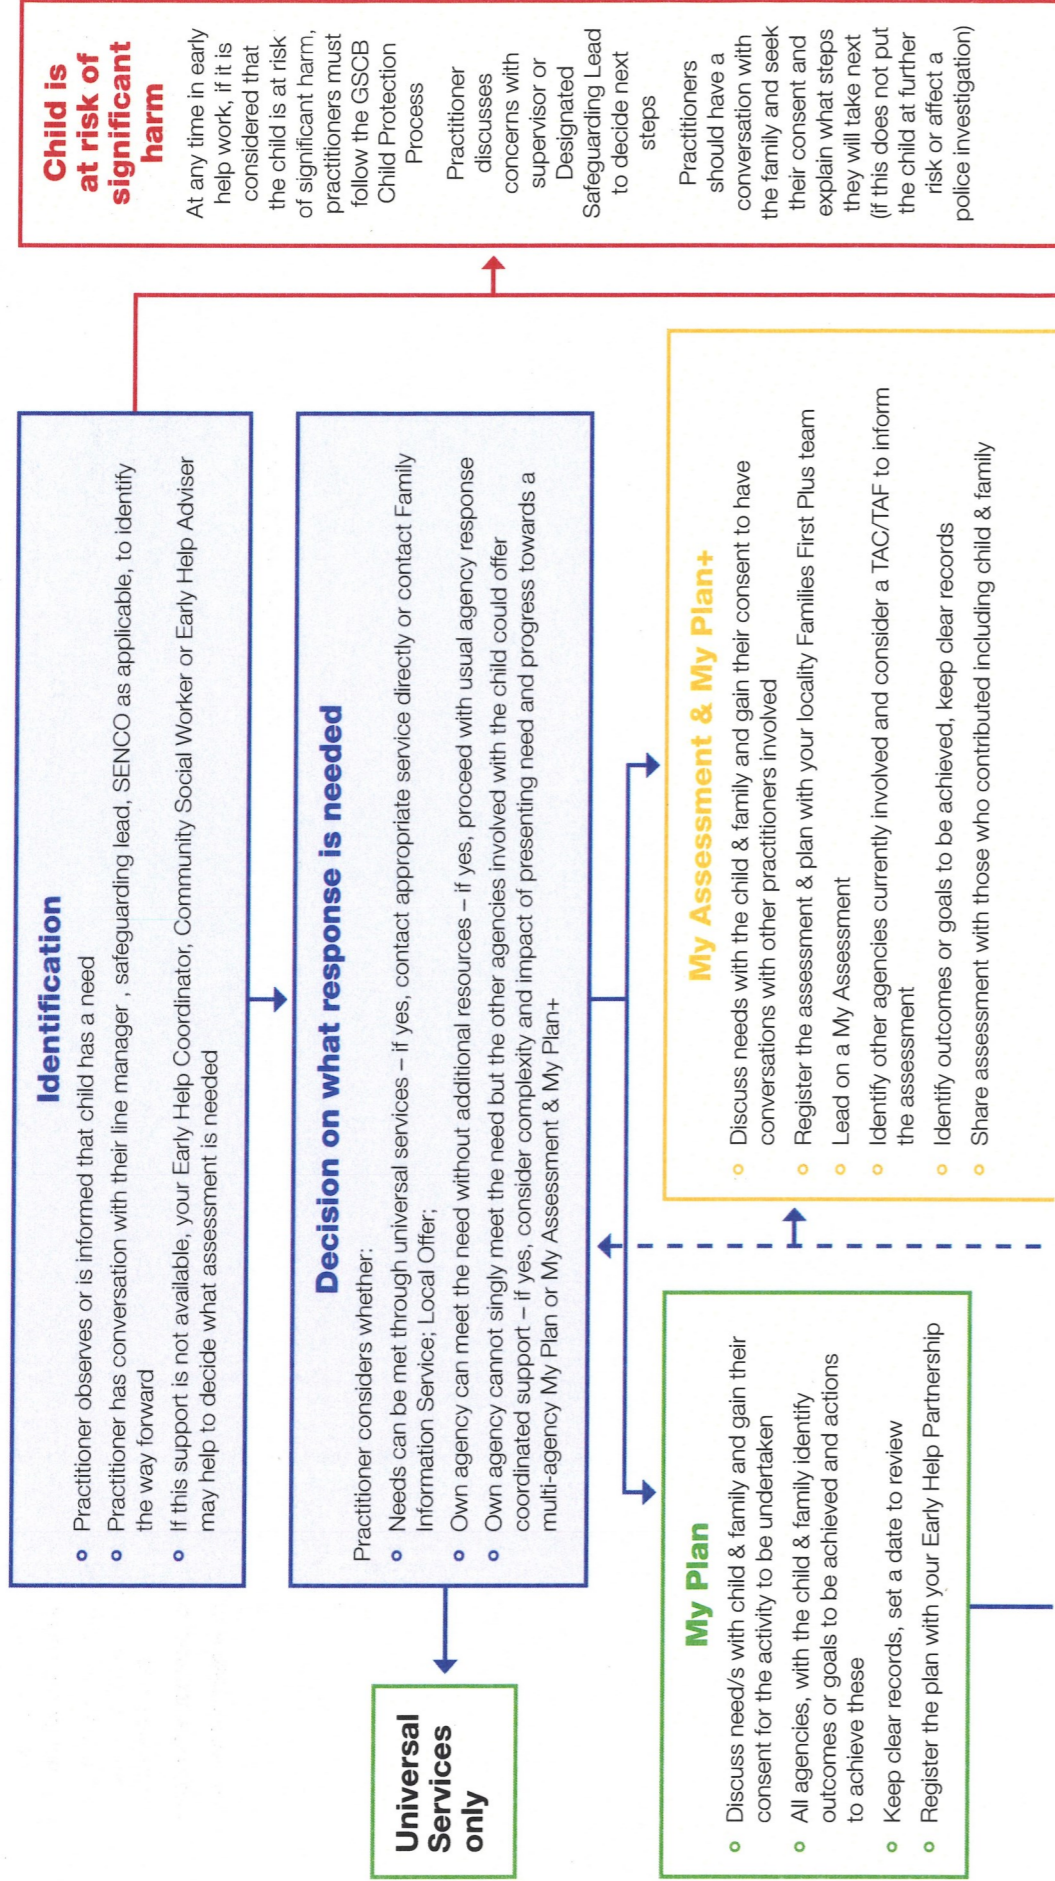 Identification
Practitioner observes or is informed that child has a need
Practitioner has conversation with their line manager , safeguarding lead, SENCO as applicable, to identify
the way forward
If this support is not available, your Early Help Coordinator, Community Social Worker or Early Help Adviser
may help to decide what assessment is needed
Decision on what response is needed
Practitioner considers whether:
Needs can be met through universal services – if yes, contact appropriate service directly or contact Family
Information Service; Local Offer;
Own agency can meet the need without additional resources – if yes, proceed with usual agency response
Own agency cannot singly meet the need but the other agencies involved with the child could offer
coordinated support – if yes, consider complexity and impact of presenting need and progress towards a
multi-agency My Plan or My Assessment & My Plan+
Universal
Services
only
My Plan
Discuss need/s with child & family and gain their
consent for the activity to be undertaken
All agencies, with the child & family identify
outcomes or goals to be achieved and actions
to achieve these
Keep clear records, set a date to review
Register the plan with your Early Help Partnership
My Assessment & My Plan+
Discuss needs with the child & family and gain their consent to have
conversations with other practitioners involved
Register the assessment & plan with your locality Families First Plus team
Lead on a My Assessment
Identify other agencies currently involved and consider a TAC/TAF to inform
the assessment
Identify outcomes or goals to be achieved, keep clear records
Share assessment with those who contributed including child & family
Child is
at risk of
significant
harm
At any time in early
help work, if it is
considered that
the child is at risk
of significant harm,
practitioners must
follow the GSCB
Child Protection
Process
Practitioner
discusses
concerns with
supervisor or
Designated
Safeguarding Lead
to decide next
steps
Practitioners
should have a
conversation with
the family and seek
their consent and
explain what steps
they will take next
(if this does not put
the child at further
risk or affect a
police investigation)